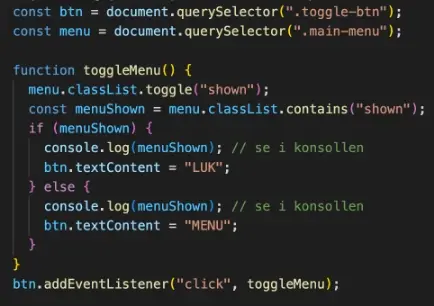 const btn = document.querySelector(".toggle-btn");
const menu = document.querySelector(".main-menu");

function toggleMenu() {
  menu.classList.toggle("shown");
  const menuShown = menu.classList.contains("shown");
  if (menuShown) {
    console.log(menuShown); // se i konsollen
    btn.textContent = "LUK";
  } else {
    console.log(menuShown); // se i konsollen
    btn.textContent = "MENU";
  }
}
btn.addEventListener("click", toggleMenu);